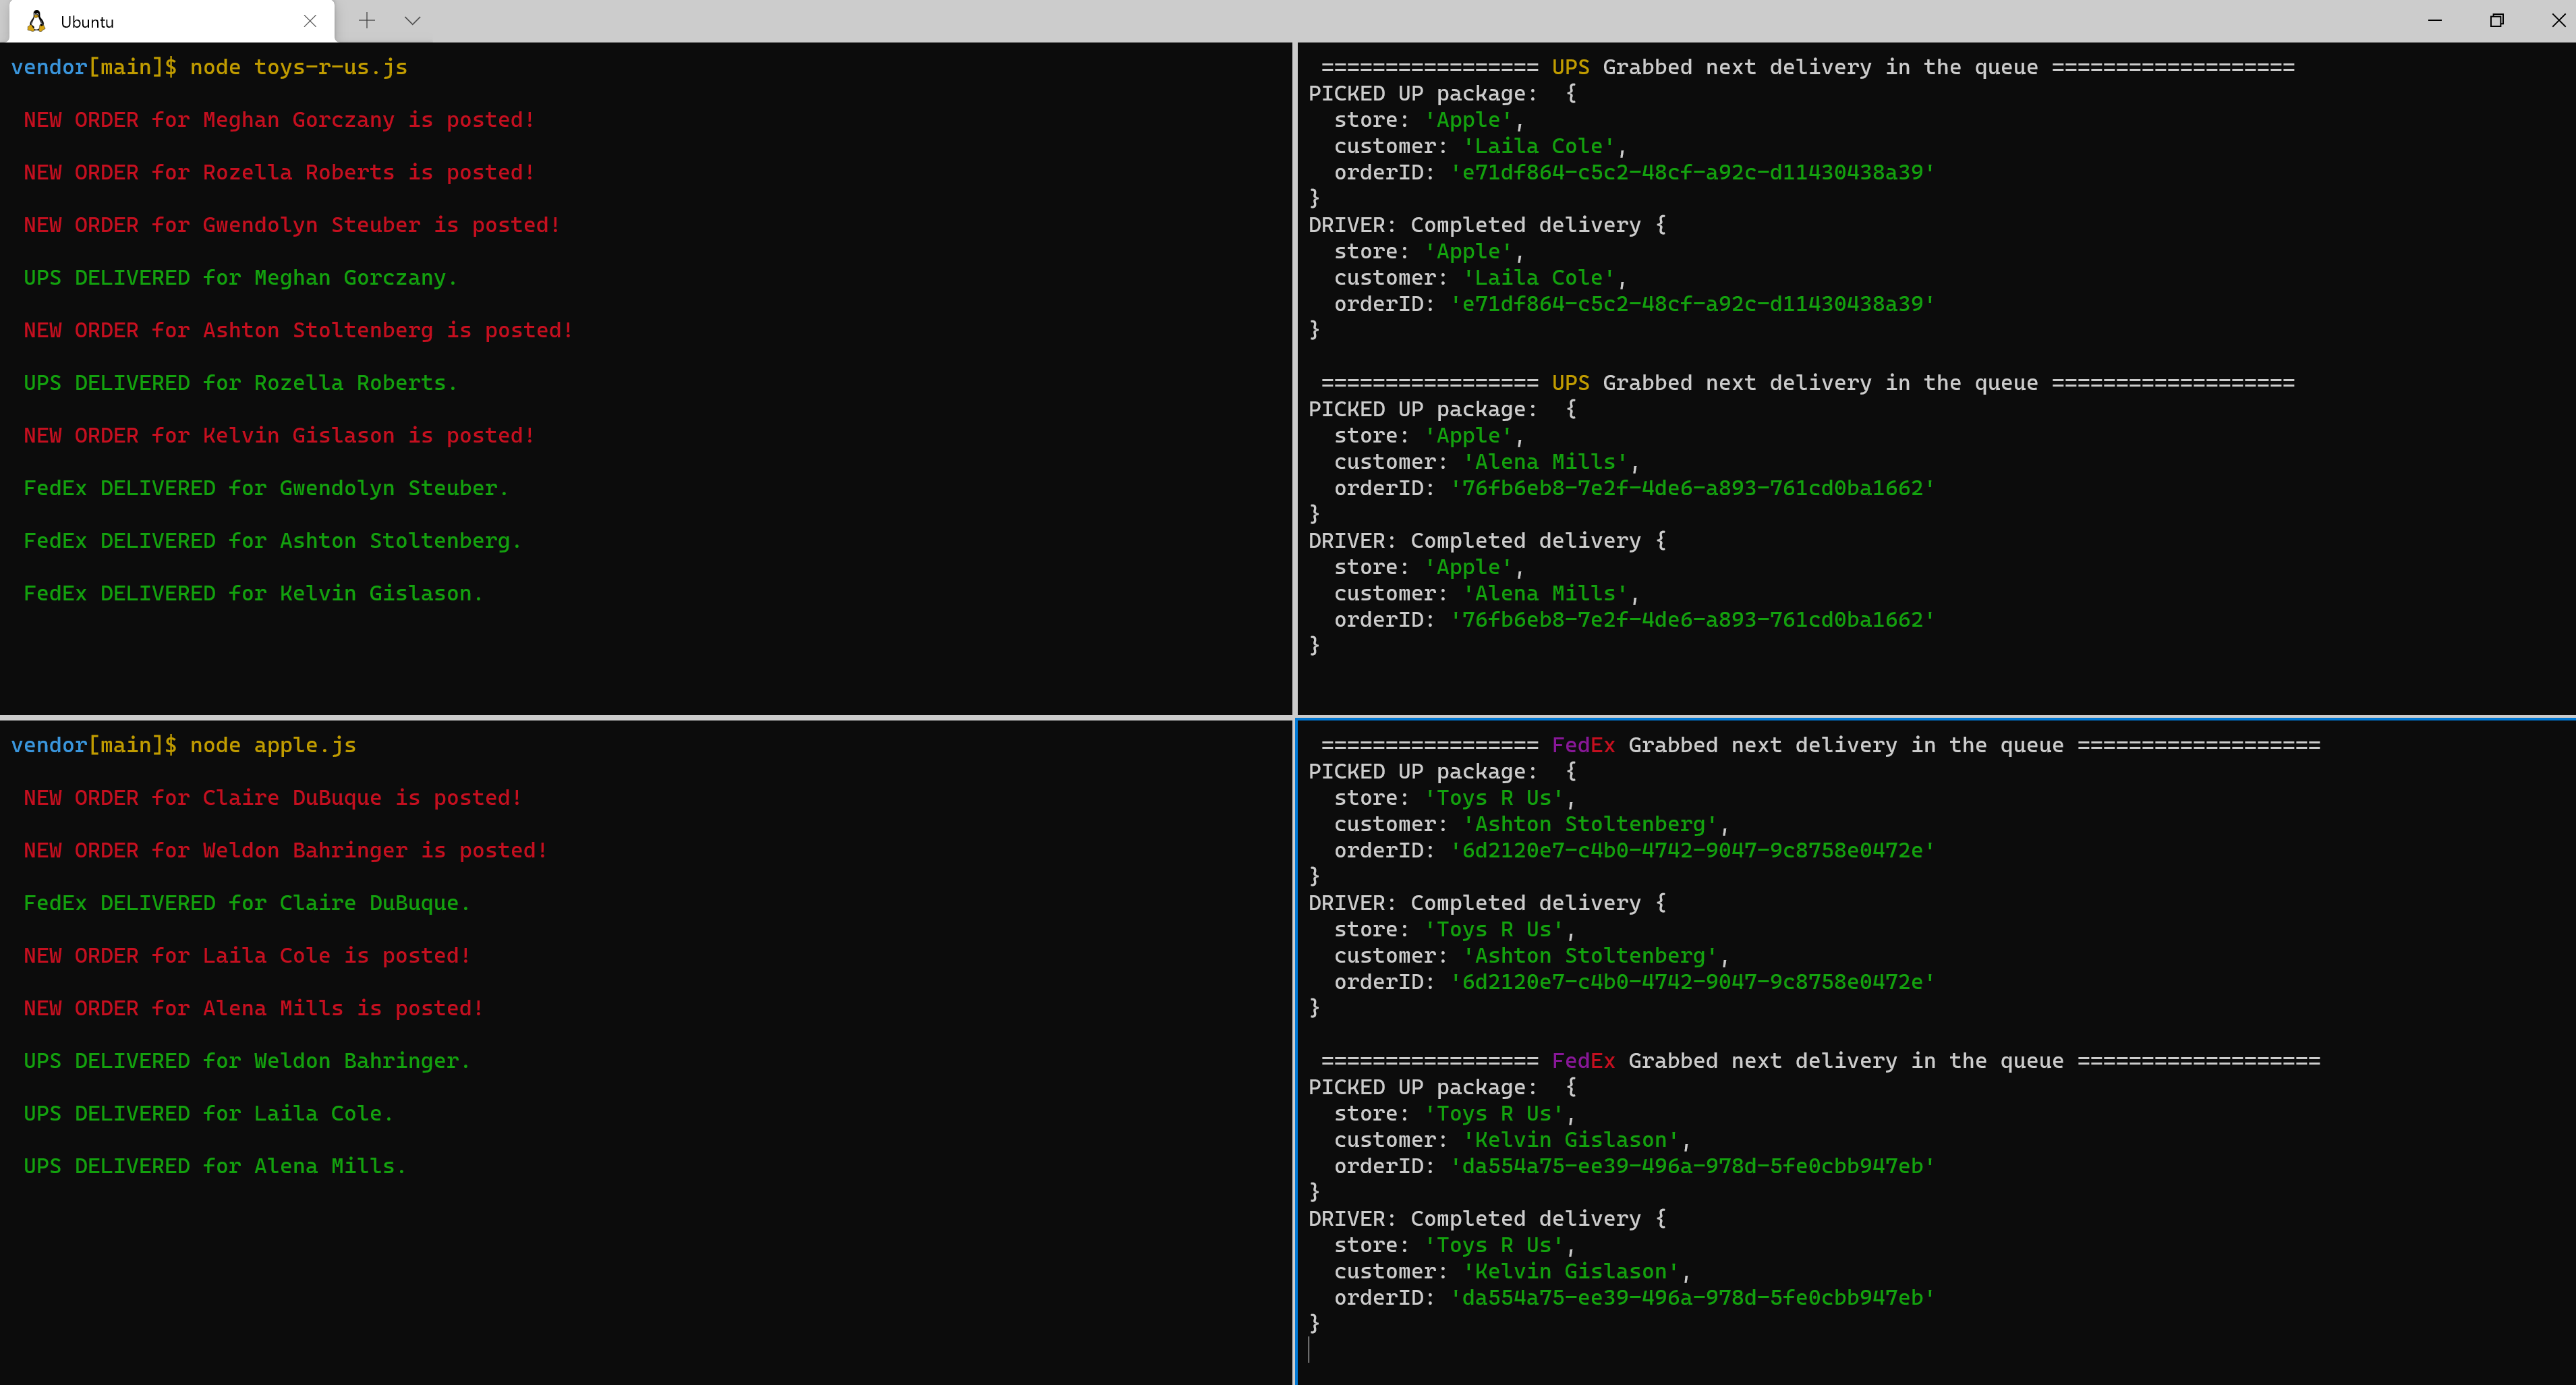 Ubuntu
vendor[main]$ node toys-r-us.js
NEW ORDER for Meghan Gorczany is posted!
NEW ORDER for Rozella Roberts is posted!
NEW ORDER for Gwendolyn Steuber is posted!
UPS DELIVERED for Meghan Gorczany.
NEW ORDER for Ashton Stoltenberg is posted!
UPS DELIVERED for Rozella Roberts.
NEW ORDER for Kelvin Gislason is posted!
FedEx DELIVERED for Gwendolyn Steuber.
FedEx DELIVERED for Ashton Stoltenberg.
FedEx DELIVERED for Kelvin Gislason.
================= UPS Grabbed next delivery in the queue ===================
PICKED UP package:  {
  store: 'Apple',
  customer: 'Laila Cole',
  orderID: 'e71df864-c5c2-48cf-a92c-d11430438a39'
}
DRIVER: Completed delivery {
  store: 'Apple',
  customer: 'Laila Cole',
  orderID: 'e71df864-c5c2-48cf-a92c-d11430438a39'
}
================= UPS Grabbed next delivery in the queue ===================
PICKED UP package:  {
  store: 'Apple',
  customer: 'Alena Mills',
  orderID: '76fb6eb8-7e2f-4de6-a893-761cd0ba1662'
}
DRIVER: Completed delivery {
  store: 'Apple',
  customer: 'Alena Mills',
  orderID: '76fb6eb8-7e2f-4de6-a893-761cd0ba1662'
}
vendor[main]$ node apple.js
NEW ORDER for Claire DuBuque is posted!
NEW ORDER for Weldon Bahringer is posted!
FedEx DELIVERED for Claire DuBuque.
NEW ORDER for Laila Cole is posted!
NEW ORDER for Alena Mills is posted!
UPS DELIVERED for Weldon Bahringer.
UPS DELIVERED for Laila Cole.
UPS DELIVERED for Alena Mills.
================= FedEx Grabbed next delivery in the queue ===================
PICKED UP package:  {
  store: 'Toys R Us',
  customer: 'Ashton Stoltenberg',
  orderID: '6d2120e7-c4b0-4742-9047-9c8758e0472e'
}
DRIVER: Completed delivery {
  store: 'Toys R Us',
  customer: 'Ashton Stoltenberg',
  orderID: '6d2120e7-c4b0-4742-9047-9c8758e0472e'
}
================= FedEx Grabbed next delivery in the queue ===================
PICKED UP package:  {
  store: 'Toys R Us',
  customer: 'Kelvin Gislason',
  orderID: 'da554a75-ee39-496a-978d-5fe0cbb947eb'
}
DRIVER: Completed delivery {
  store: 'Toys R Us',
  customer: 'Kelvin Gislason',
  orderID: 'da554a75-ee39-496a-978d-5fe0cbb947eb'
}